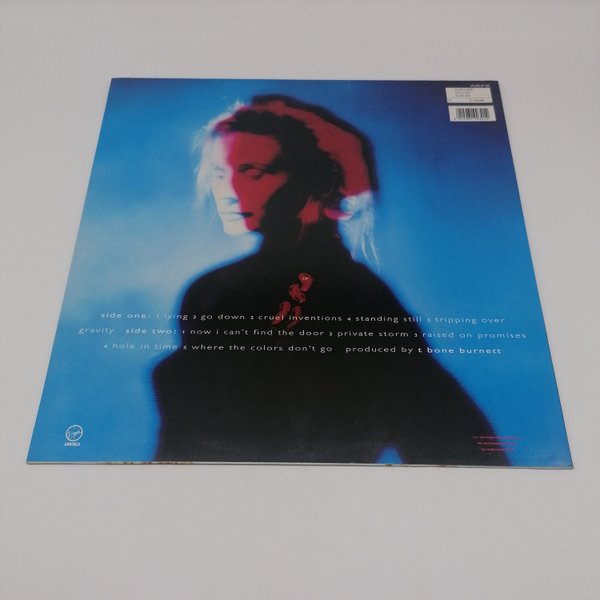 side one: 1 lying 2 go down 3 cruel inventions 4 standing still 5 tripping over
gravity side two: 1 now i can't find the door 2 private storm 3 raised on promises
4 hole in time 5 where the colors don't go produced by t bone burnett
Virgin
AMERICA